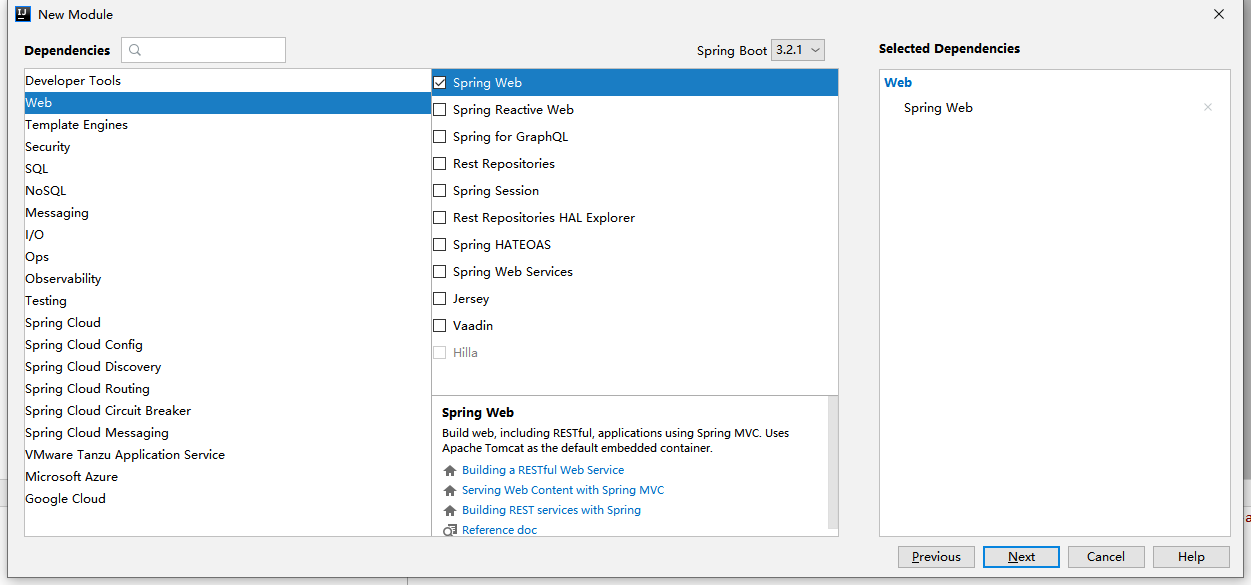 New Module
Dependencies
Spring Boot 3.2.1
Selected Dependencies
Developer Tools
Web
Template Engines
Security
SQL
NoSQL
Messaging
I/O
Ops
Observability
Testing
Spring Cloud
Spring Cloud Config
Spring Cloud Discovery
Spring Cloud Routing
Spring Cloud Circuit Breaker
Spring Cloud Messaging
VMware Tanzu Application Service
Microsoft Azure
Google Cloud
Spring Web
Spring Reactive Web
Spring for GraphQL
Rest Repositories
Spring Session
Rest Repositories HAL Explorer
Spring HATEOAS
Spring Web Services
Jersey
Vaadin
Hilla
Spring Web
Build web, including RESTful, applications using Spring MVC. Uses
Apache Tomcat as the default embedded container.
Building a RESTful Web Service
Serving Web Content with Spring MVC
Building REST services with Spring
Reference doc
Web
Spring Web
Previous
Next
Cancel
Help